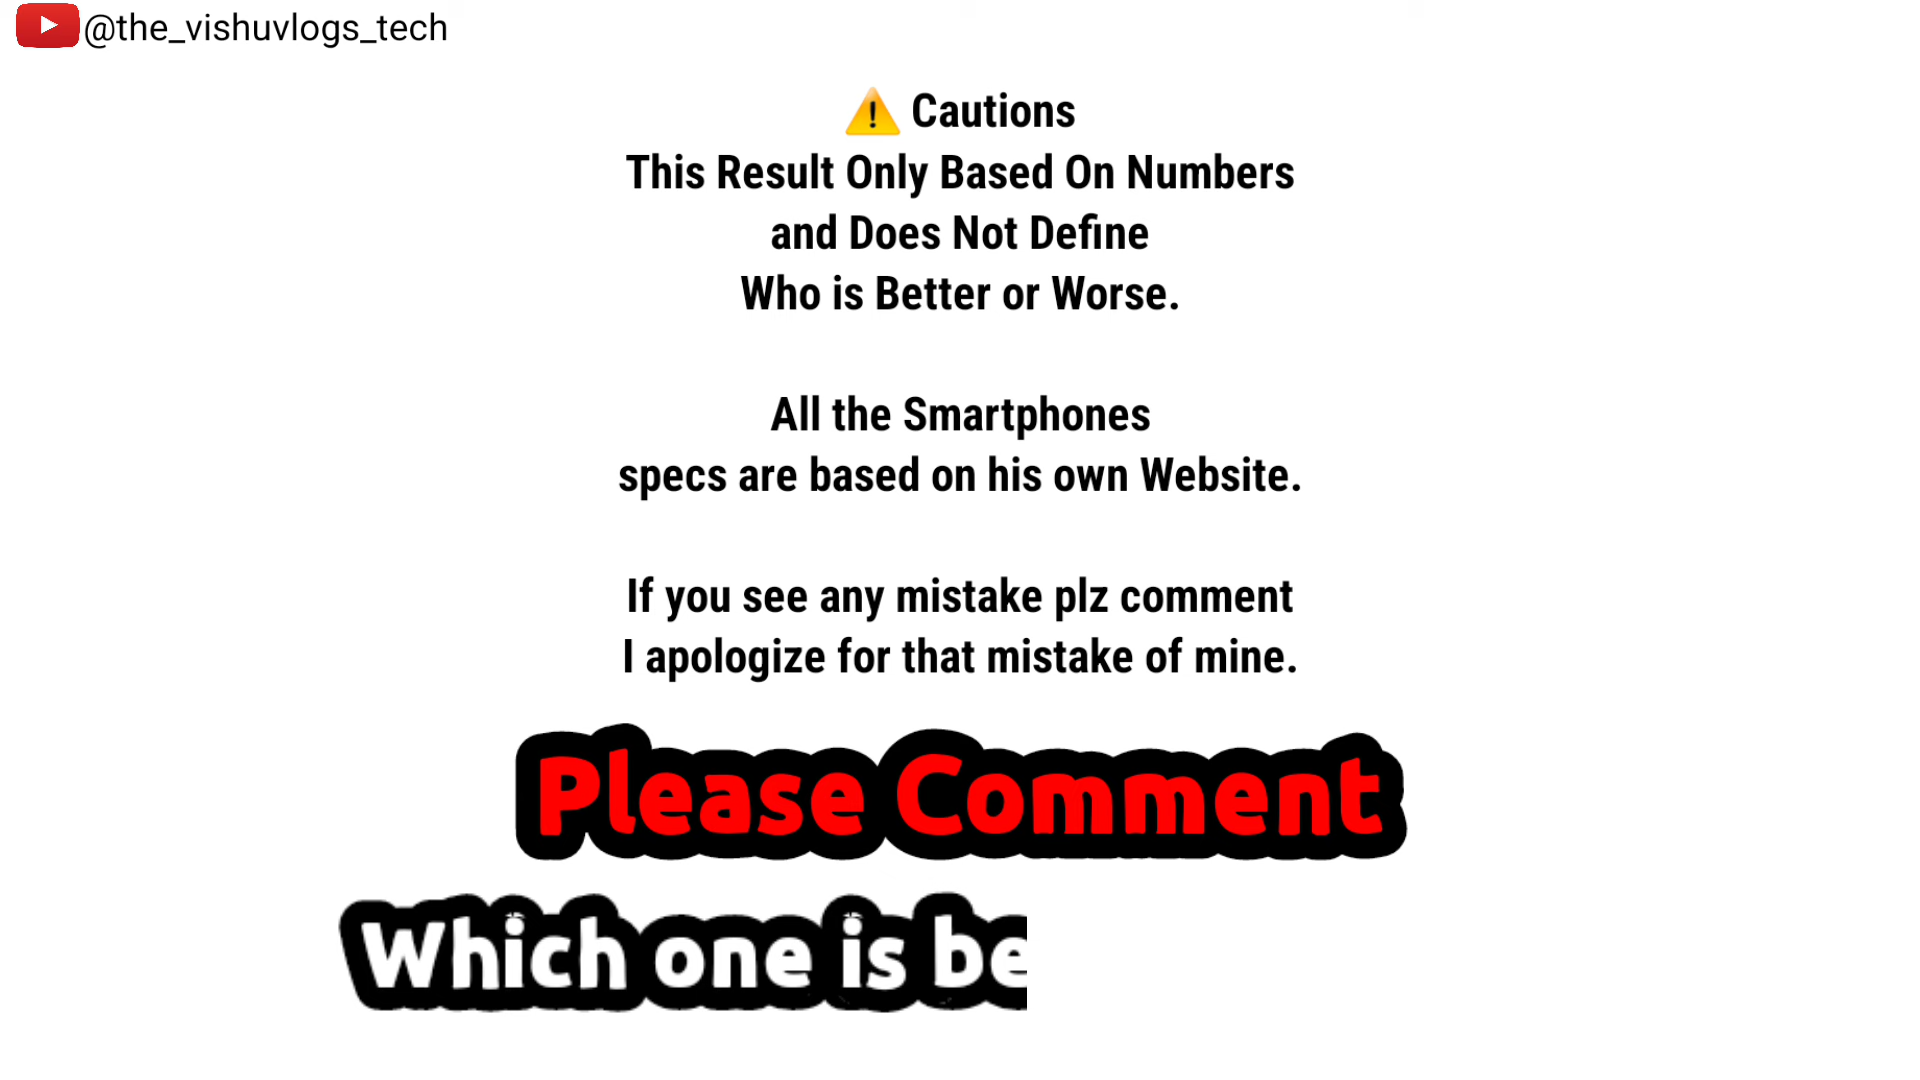 @the_vishuvlogs_tech
⚠️ Cautions
This Result Only Based On Numbers
and Does Not Define
Who is Better or Worse.
All the Smartphones
specs are based on his own Website.
If you see any mistake plz comment
I apologize for that mistake of mine.
Please Comment
Which one is be